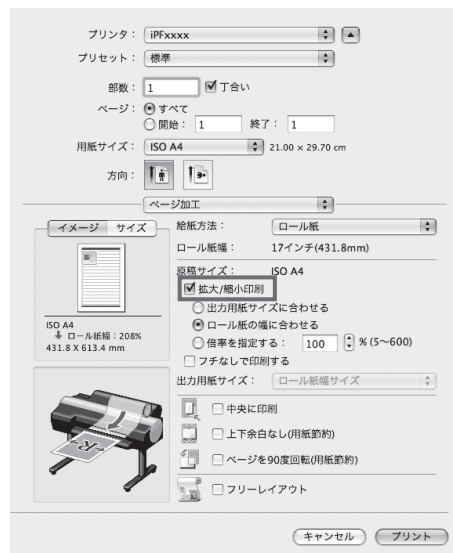 プリンタ： iPFxxxx
プリセット： 標準
部数： 1 丁合い
ページ： すべて
開始： 1 終了： 1
用紙サイズ： ISO A4 21.00 × 29.70 cm
方向：
ページ加工
イメージ サイズ
給紙方法： ロール紙
ロール紙幅： 17インチ(431.8mm)
原稿サイズ： ISO A4
拡大/縮小印刷
出力用紙サイズに合わせる
ロール紙の幅に合わせる
倍率を指定する： 100 % (5〜600)
フチなしで印刷する
出力用紙サイズ： ロール紙幅サイズ
ISO A4
ロール紙幅：208%
431.8 X 613.4 mm
中央に印刷
上下余白なし(用紙節約)
ページを90度回転(用紙節約)
フリーレイアウト
キャンセル プリント